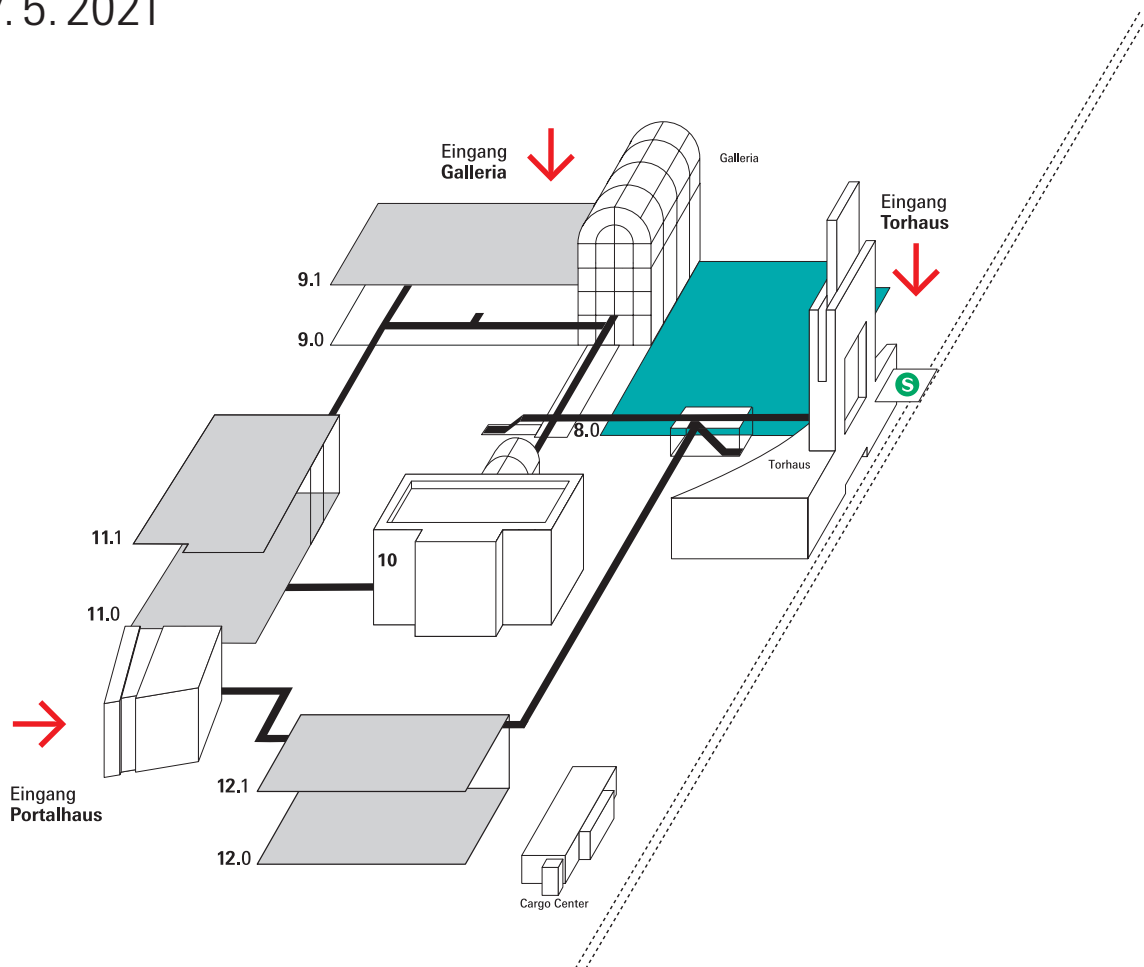 . 5. 2021
Eingang
Galleria
Galleria
Eingang
Torhaus
9.1
9.0
S
8.0
Torhaus
11.1
10
11.0
Eingang
Portalhaus
12.1
12.0
Cargo Center